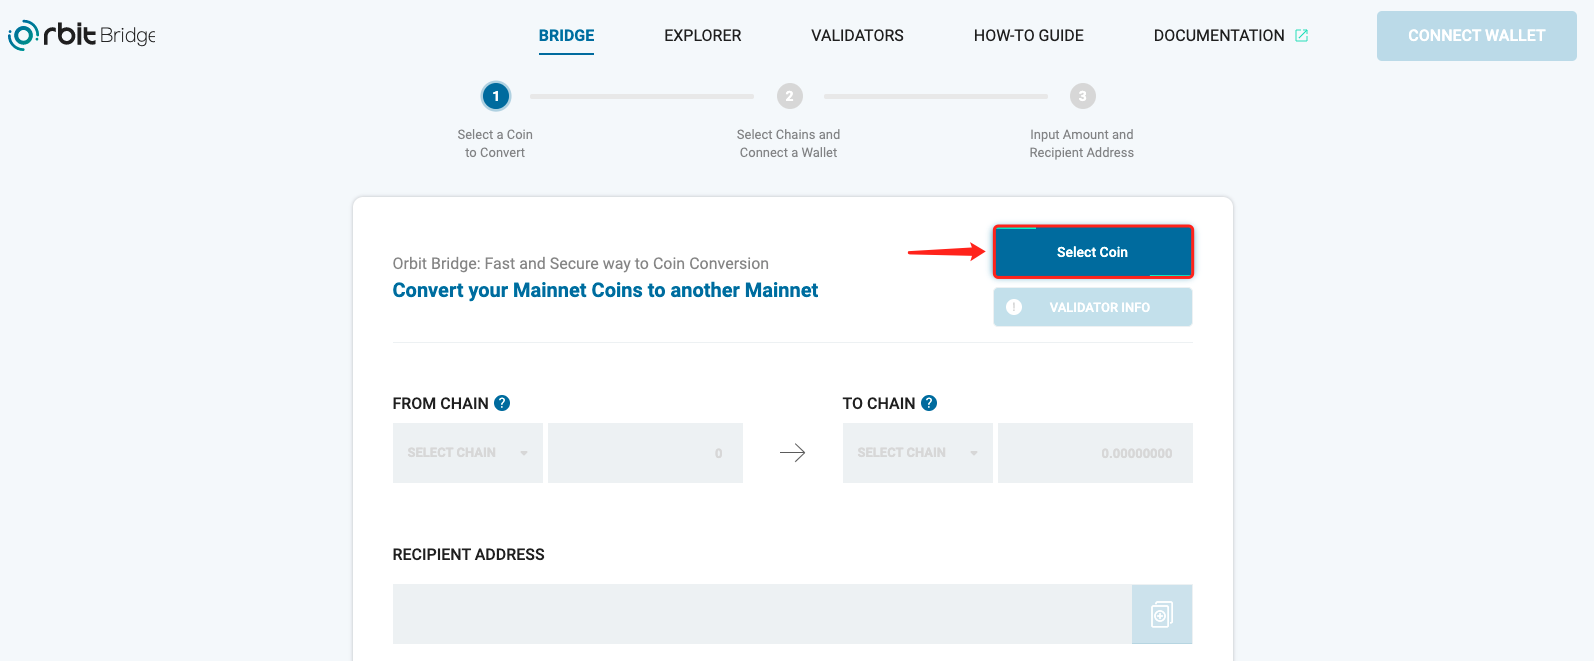 Orbit Bridge
BRIDGE
EXPLORER
VALIDATORS
HOW-TO GUIDE
DOCUMENTATION
CONNECT WALLET
1
2
3
Select a Coin
to Convert
Select Chains and
Connect a Wallet
Input Amount and
Recipient Address
Orbit Bridge: Fast and Secure way to Coin Conversion
Convert your Mainnet Coins to another Mainnet
Select Coin
! VALIDATOR INFO
FROM CHAIN ?
TO CHAIN ?
SELECT CHAIN
0
SELECT CHAIN
0.00000000
RECIPIENT ADDRESS